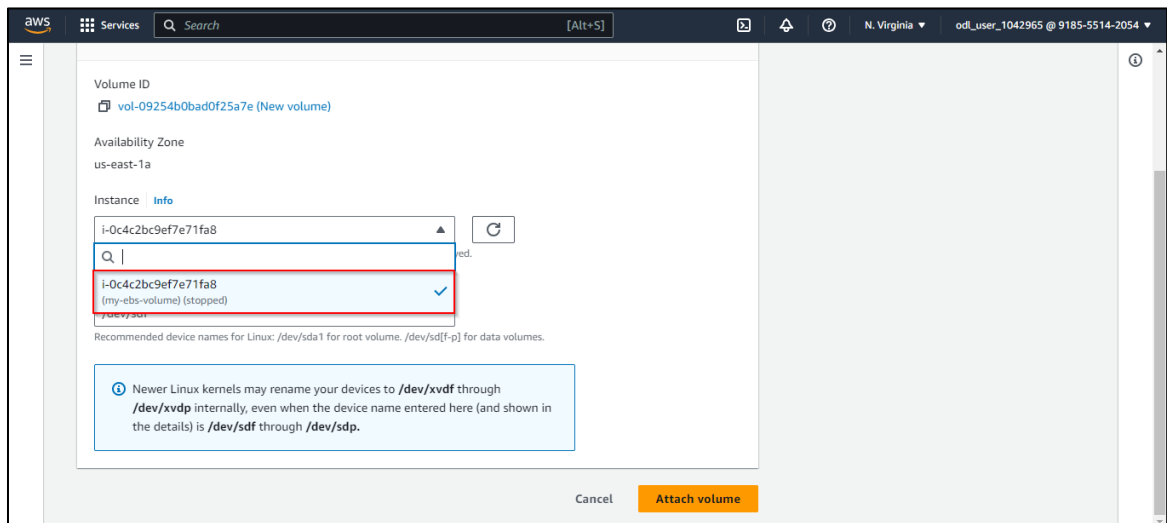 aws
Services
Search
[Alt+S]
N. Virginia ▼
odl_user_1042965 @ 9185-5514-2054 ▼
Volume ID
vol-09254b0bad0f25a7e (New volume)
Availability Zone
us-east-1a
Instance Info
i-0c4c2bc9ef7e71fa8
i-0c4c2bc9ef7e71fa8
(my-ebs-volume) (stopped)
/dev/sdf
Recommended device names for Linux: /dev/sda1 for root volume. /dev/sd[f-p] for data volumes.
Newer Linux kernels may rename your devices to /dev/xvdf through
/dev/xvdp internally, even when the device name entered here (and shown in
the details) is /dev/sdf through /dev/sdp.
Cancel
Attach volume